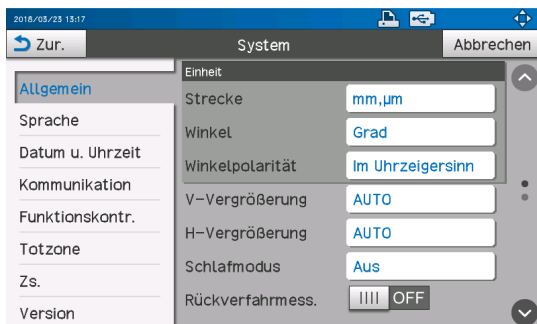 2018/03/23 13:17
Zur.
System
Abbrechen
Allgemein
Sprache
Datum u. Uhrzeit
Kommunikation
Funktionskontr.
Totzone
Zs.
Version
Einheit
Strecke mm,µm
Winkel Grad
Winkelpolarität Im Uhrzeigersinn
V-Vergrößerung AUTO
H-Vergrößerung AUTO
Schlafmodus Aus
Rückverfahrmess. OFF